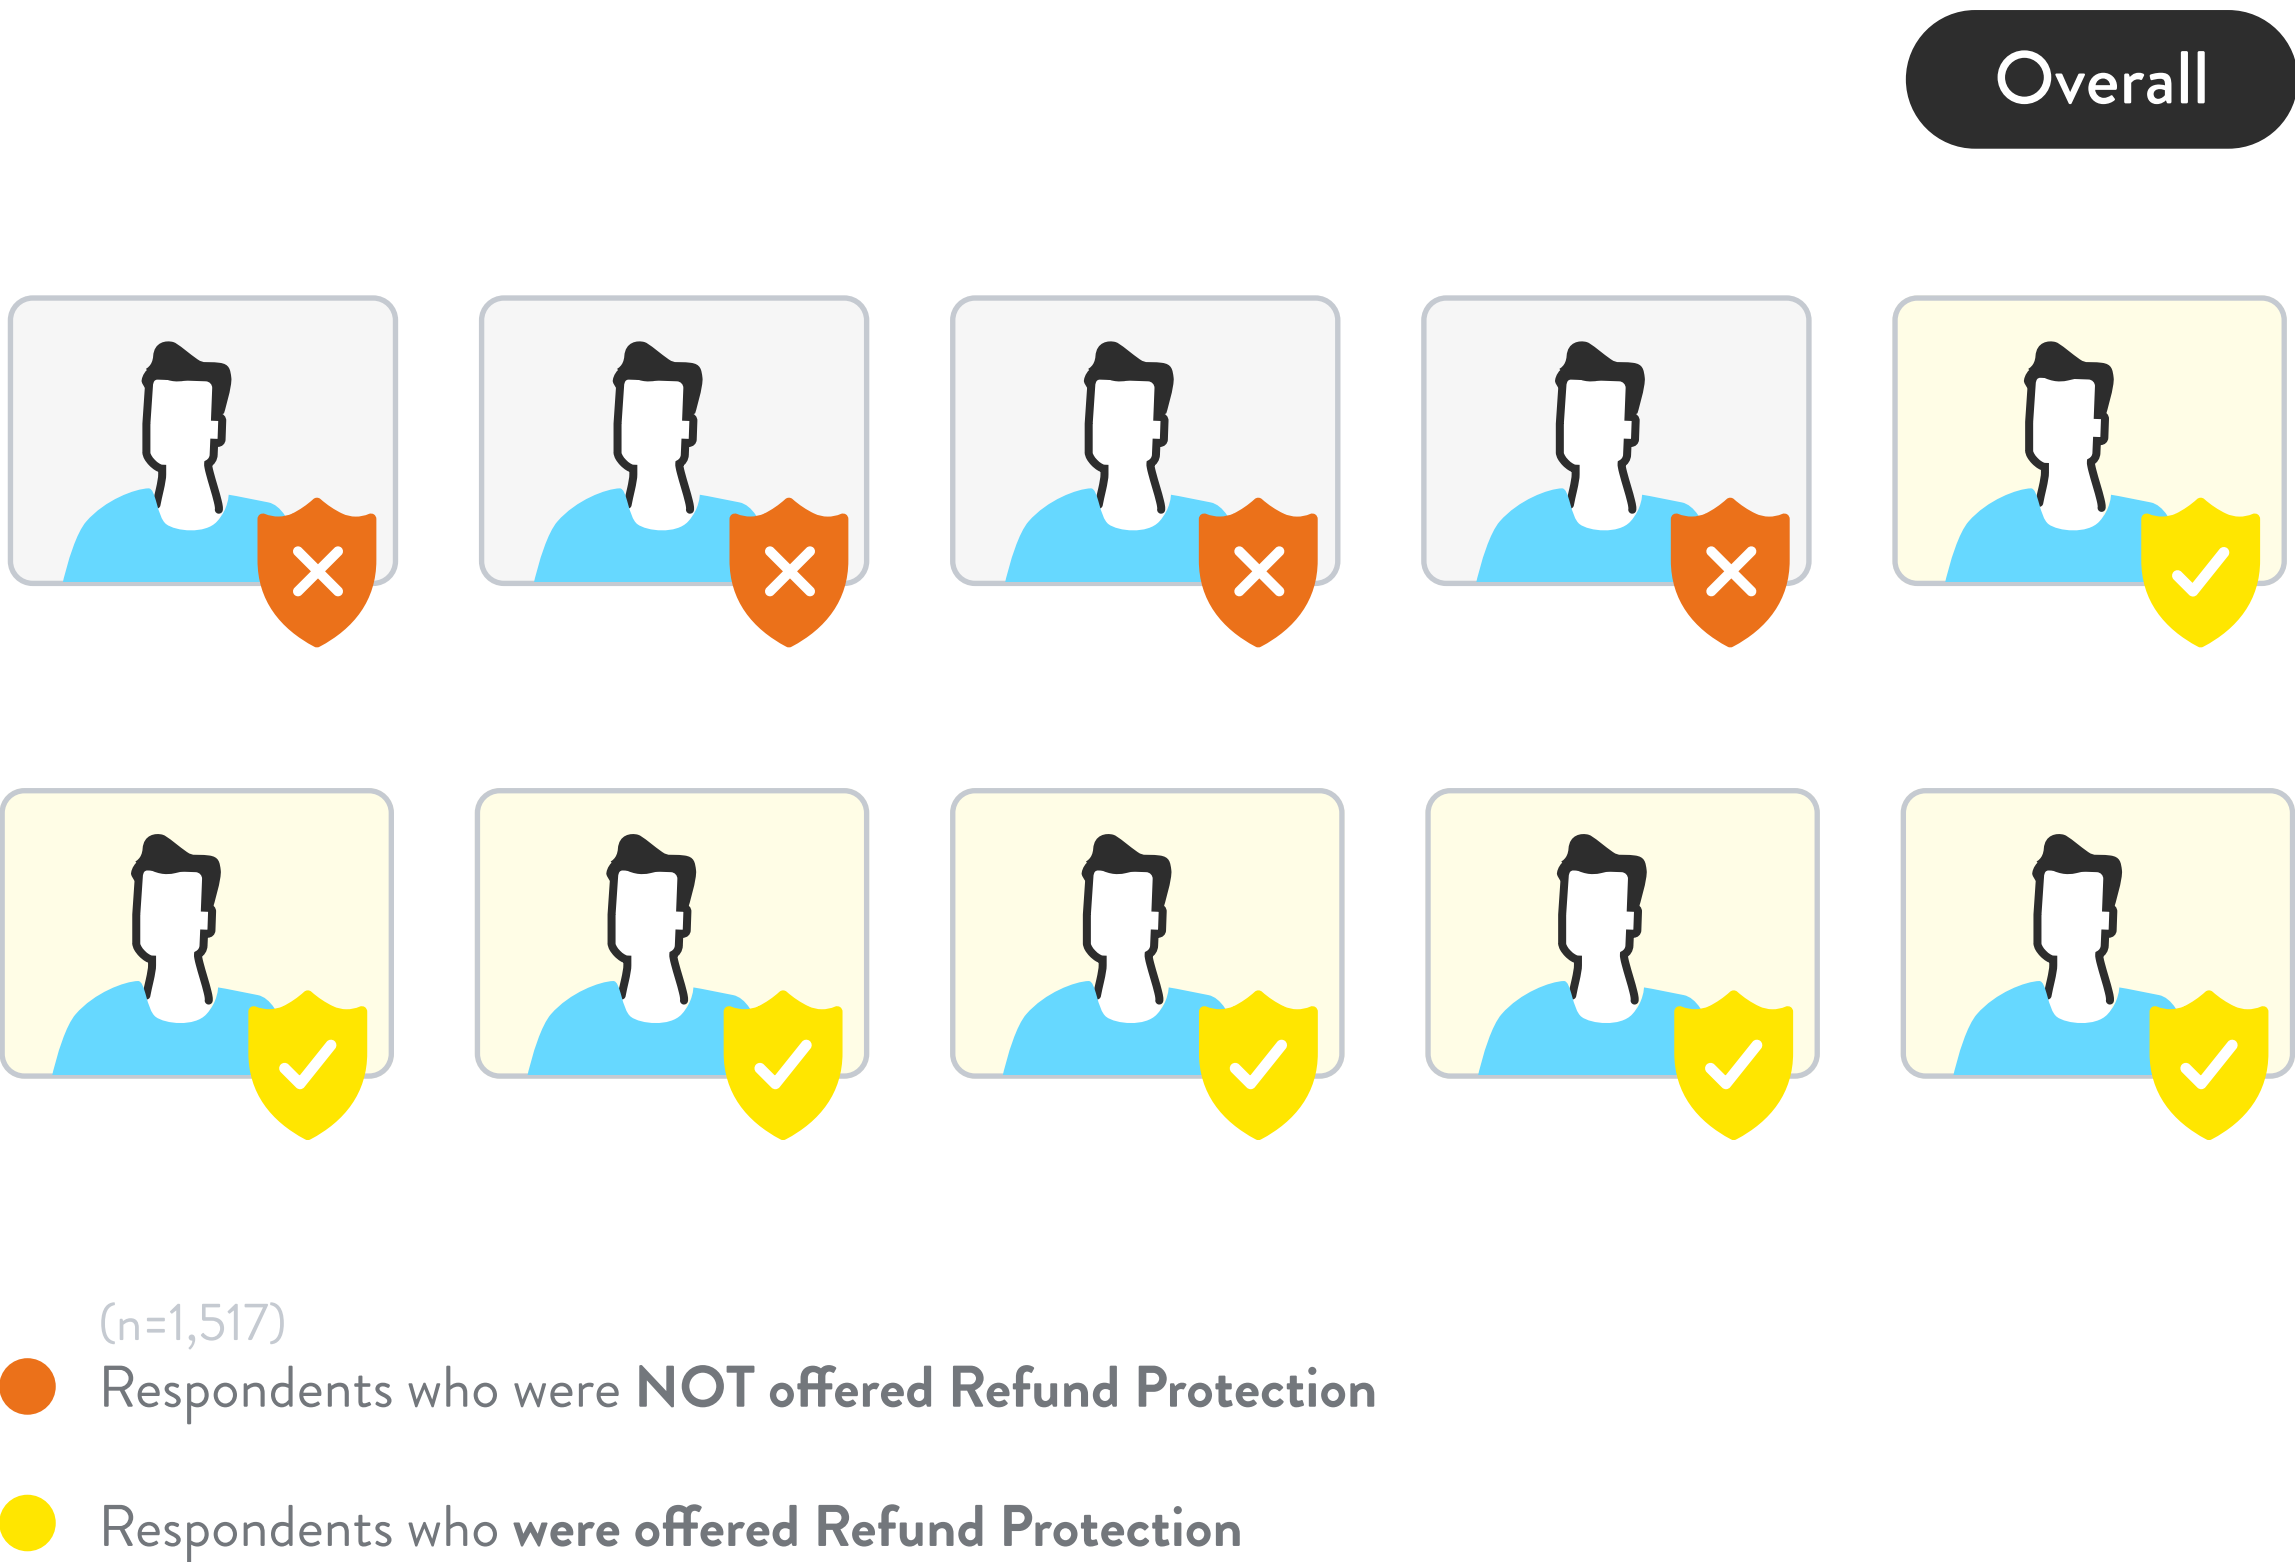 Overall
(n=1,517)
Respondents who were NOT offered Refund Protection
Respondents who were offered Refund Protection